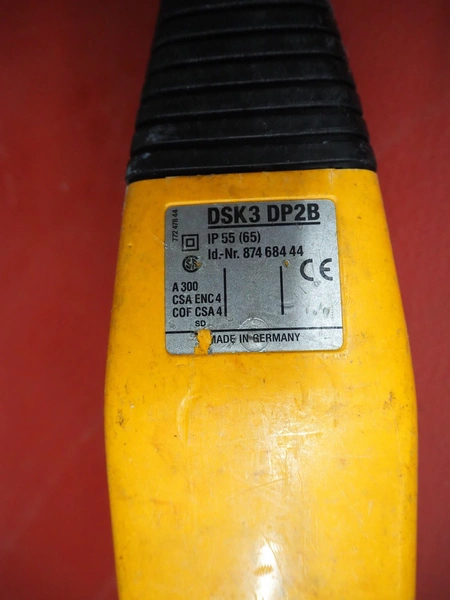 772 478 44
DSK3 DP2B
IP 55 (65)
Id.-Nr. 874 684 44
CE
A 300
CSA ENC 4
COF CSA 4
SD
MADE IN GERMANY